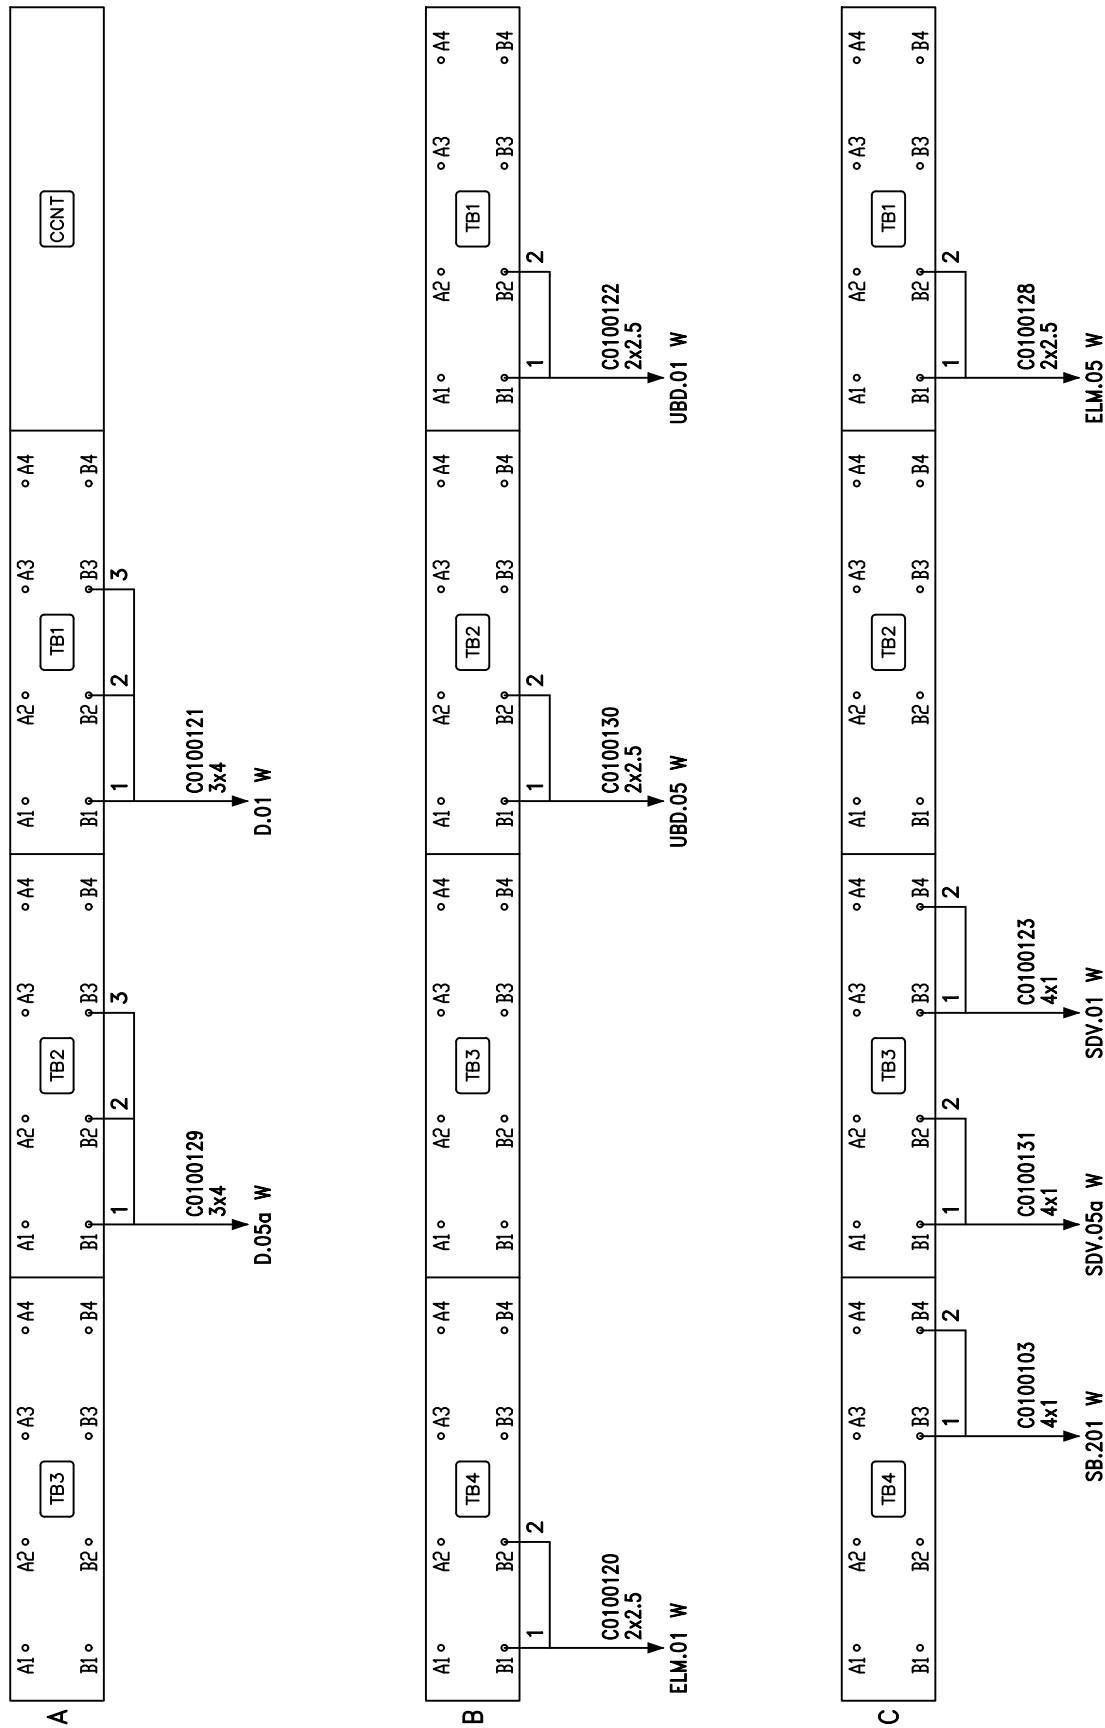 A1 A2 A3 A4 A1 A2 A3 A4 A1 A2 A3 A4
A TB3 TB2 TB1 CCNT
B1 B2 B3 B4 B1 B2 B3 B4 B1 B2 B3 B4
1 2 3 1 2 3
C0100129 C0100121
3x4 3x4
D.05a W D.01 W
A1 A2 A3 A4 A1 A2 A3 A4 A1 A2 A3 A4 A1 A2 A3 A4
B TB4 TB3 TB2 TB1
B1 B2 B3 B4 B1 B2 B3 B4 B1 B2 B3 B4 B1 B2 B3 B4
1 2 1 2 1 2
C0100120 C0100130 C0100122
2x2.5 2x2.5 2x2.5
ELM.01 W UBD.05 W UBD.01 W
A1 A2 A3 A4 A1 A2 A3 A4 A1 A2 A3 A4 A1 A2 A3 A4
C TB4 TB3 TB2 TB1
B1 B2 B3 B4 B1 B2 B3 B4 B1 B2 B3 B4 B1 B2 B3 B4
1 2 1 2 1 2 1 2
C0100103 C0100131 C0100123 C0100128
4x1 4x1 4x1 2x2.5
SB.201 W SDV.05a W SDV.01 W ELM.05 W